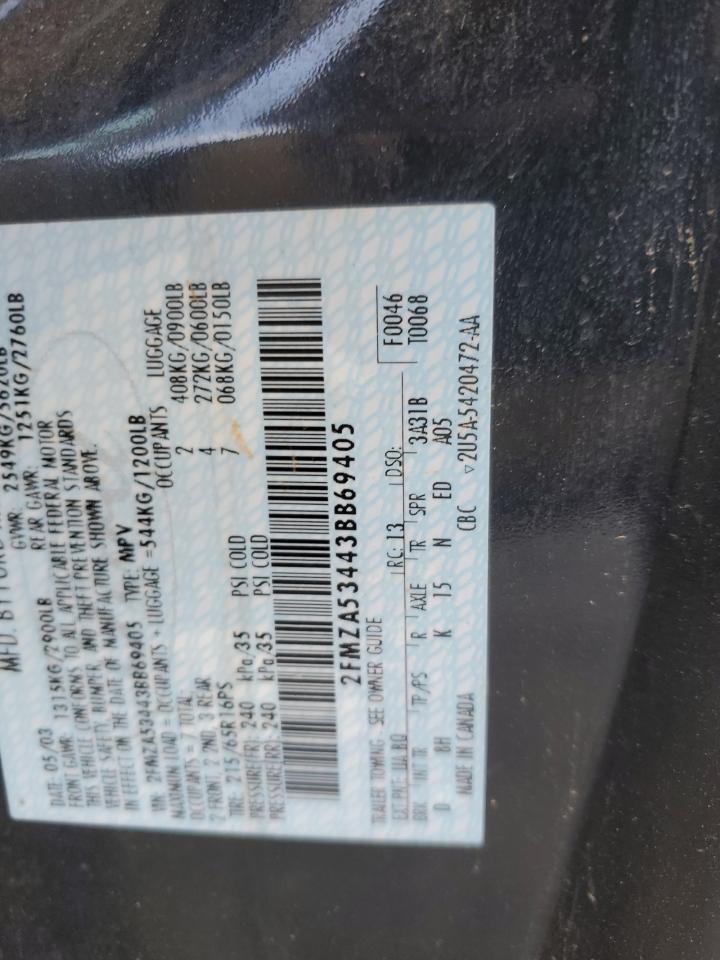 MFD. BY FORD
DATE: 05/03 GVWR: 2549KG/5620LB
FRONT GAWR: 1315KG/2900LB REAR GAWR: 1251KG/2760LB
THIS VEHICLE CONFORMS TO ALL APPLICABLE FEDERAL MOTOR
VEHICLE SAFETY, BUMPER, AND THEFT PREVENTION STANDARDS
IN EFFECT ON THE DATE OF MANUFACTURE SHOWN ABOVE.
VIN: 2FMZA53443BB69405 TYPE: MPV
MAXIMUM LOAD = OCCUPANTS + LUGGAGE = 544KG/1200LB
OCCUPANTS = 7 TOTAL OCCUPANTS LUGGAGE
2 FRONT, 2 2ND, 3 REAR 2 408KG/0900LB
TIRE: 215/65R16PS 4 272KG/0600LB
PRESSURE(FR): 240 kPa/35 PSI COLD 7 068KG/0150LB
PRESSURE(RR): 240 kPa/35 PSI COLD
2FMZA53443BB69405
TRAILER TOWING - SEE OWNER GUIDE
EXT PNT: UA BQ RC: 13 DSO: F0046
BRK INT TR TP/PS R AXLE TR SPR 3A31B T0068
D 8H K 15 N ED A05
MADE IN CANADA CBC ▽2U5A-5420472-AA